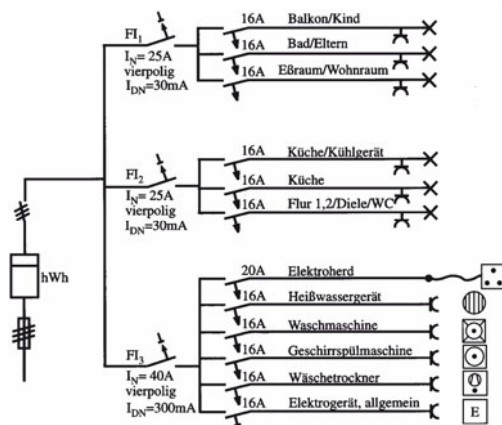 FI1
IN= 25A
vierpolig
IDN=30mA
16A Balkon/Kind
16A Bad/Eltern
16A Eßraum/Wohnraum
FI2
IN= 25A
vierpolig
IDN=30mA
16A Küche/Kühlgerät
16A Küche
16A Flur 1,2/Diele/WC
hWh
FI3
IN= 40A
vierpolig
IDN=300mA
20A Elektroherd
16A Heißwassergerät
16A Waschmaschine
16A Geschirrspülmaschine
16A Wäschetrockner
16A Elektrogerät, allgemein
E